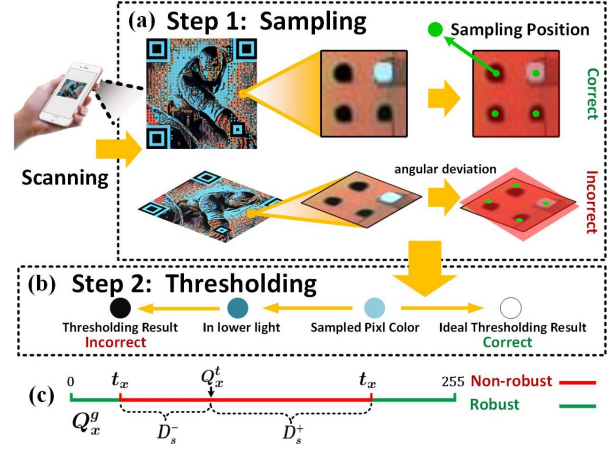 (a) Step 1: Sampling
Sampling Position
Correct
Scanning
angular deviation
Incorrect
(b) Step 2: Thresholding
Thresholding Result
Incorrect
In lower light
Sampled Pixl Color
Ideal Thresholding Result
Correct
(c)
0
t_x
Q_x^t
t_x
255
Q_x^g
D_s^-
D_s^+
Non-robust
Robust